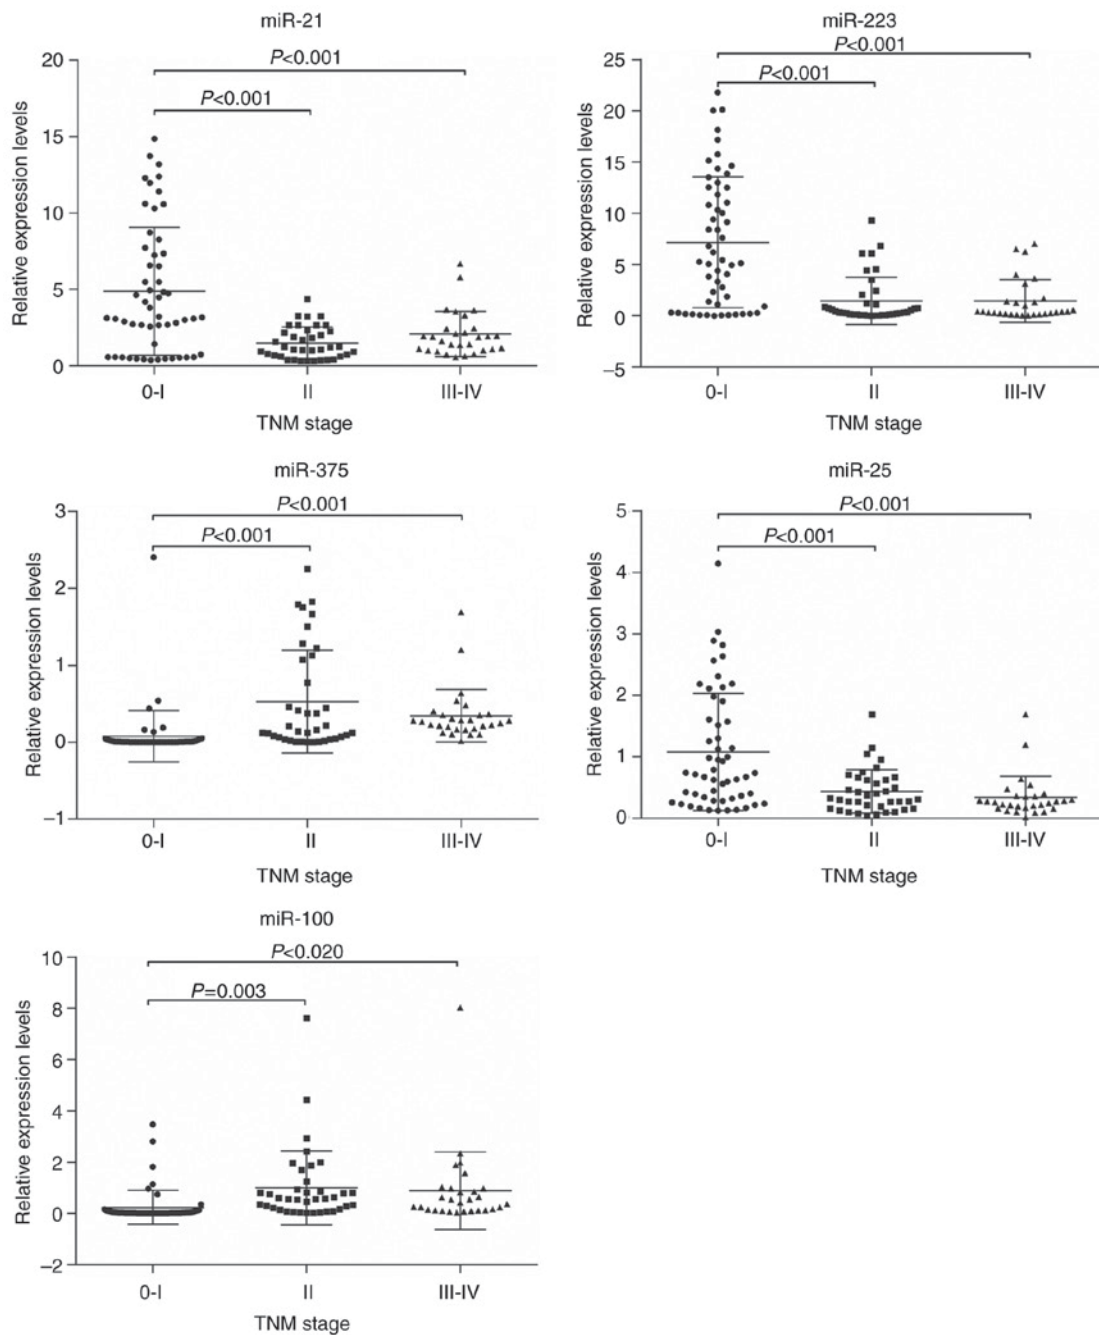 miR-21
P<0.001
P<0.001
20
15
10
5
0
Relative expression levels
0-I
II
III-IV
TNM stage
miR-223
P<0.001
P<0.001
25
20
15
10
5
0
–5
Relative expression levels
0-I
II
III-IV
TNM stage
miR-375
P<0.001
P<0.001
3
2
1
0
–1
Relative expression levels
0-I
II
III-IV
TNM stage
miR-25
P<0.001
P<0.001
5
4
3
2
1
0
Relative expression levels
0-I
II
III-IV
TNM stage
miR-100
P<0.020
P=0.003
10
8
6
4
2
0
–2
Relative expression levels
0-I
II
III-IV
TNM stage